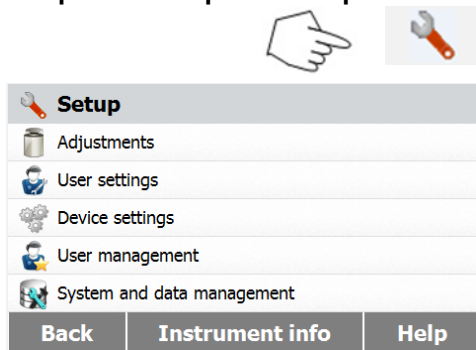 Setup
Adjustments
User settings
Device settings
User management
System and data management
Back Instrument info Help